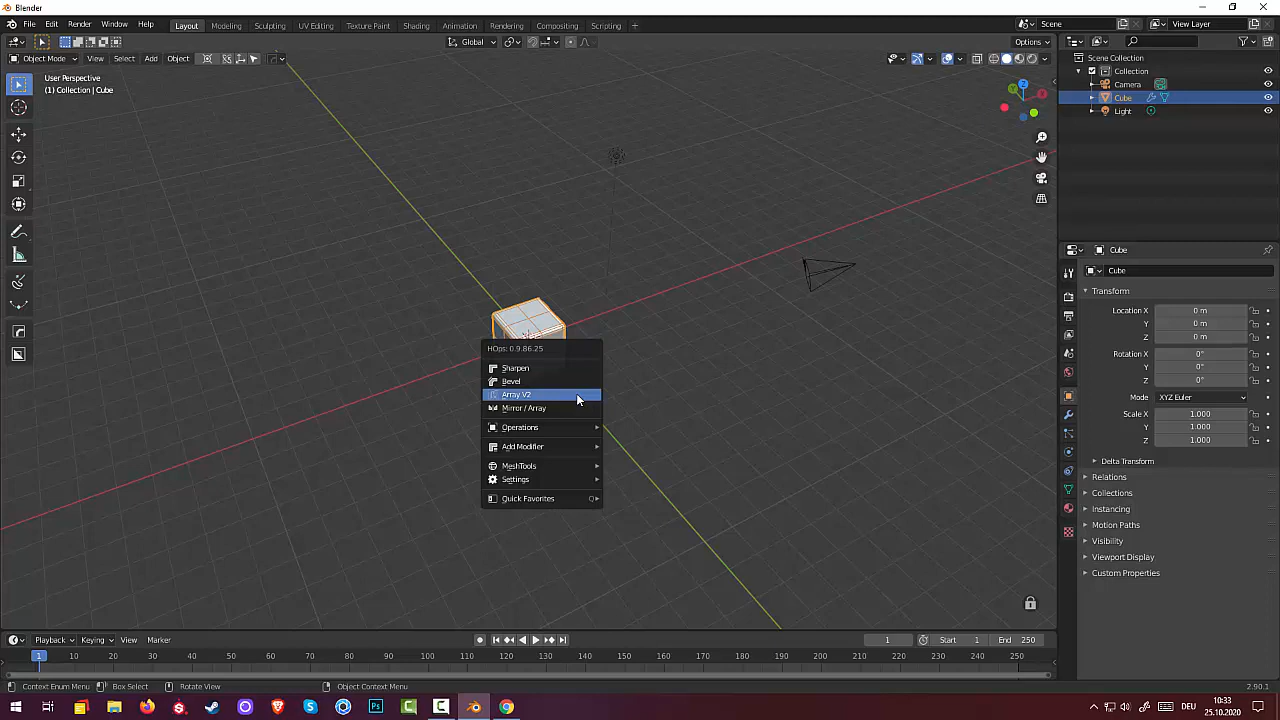 Blender
File Edit Render Window Help Layout Modeling Sculpting UV Editing Texture Paint Shading Animation Rendering Compositing Scripting + Scene View Layer
Global Options
Object Mode View Select Add Object
User Perspective
(1) Collection | Cube
Scene Collection
Collection
Camera
Cube
Light
HOps: 0.9.86.25
Sharpen
Bevel
Array V2
Mirror / Array
Operations
Add Modifier
MeshTools
Settings
Quick Favorites Q
Cube
Cube
Transform
Location X 0 m
Y 0 m
Z 0 m
Rotation X 0°
Y 0°
Z 0°
Mode XYZ Euler
Scale X 1.000
Y 1.000
Z 1.000
Delta Transform
Relations
Collections
Instancing
Motion Paths
Visibility
Viewport Display
Custom Properties
Playback Keying View Marker 1 Start 1 End 250
1 10 20 30 40 50 60 70 80 90 100 110 120 130 140 150 160 170 180 190 200 210 220 230 240 250
Context Enum Menu Box Select Rotate View Object Context Menu 2.90.1
DEU 10:33
25.10.2020